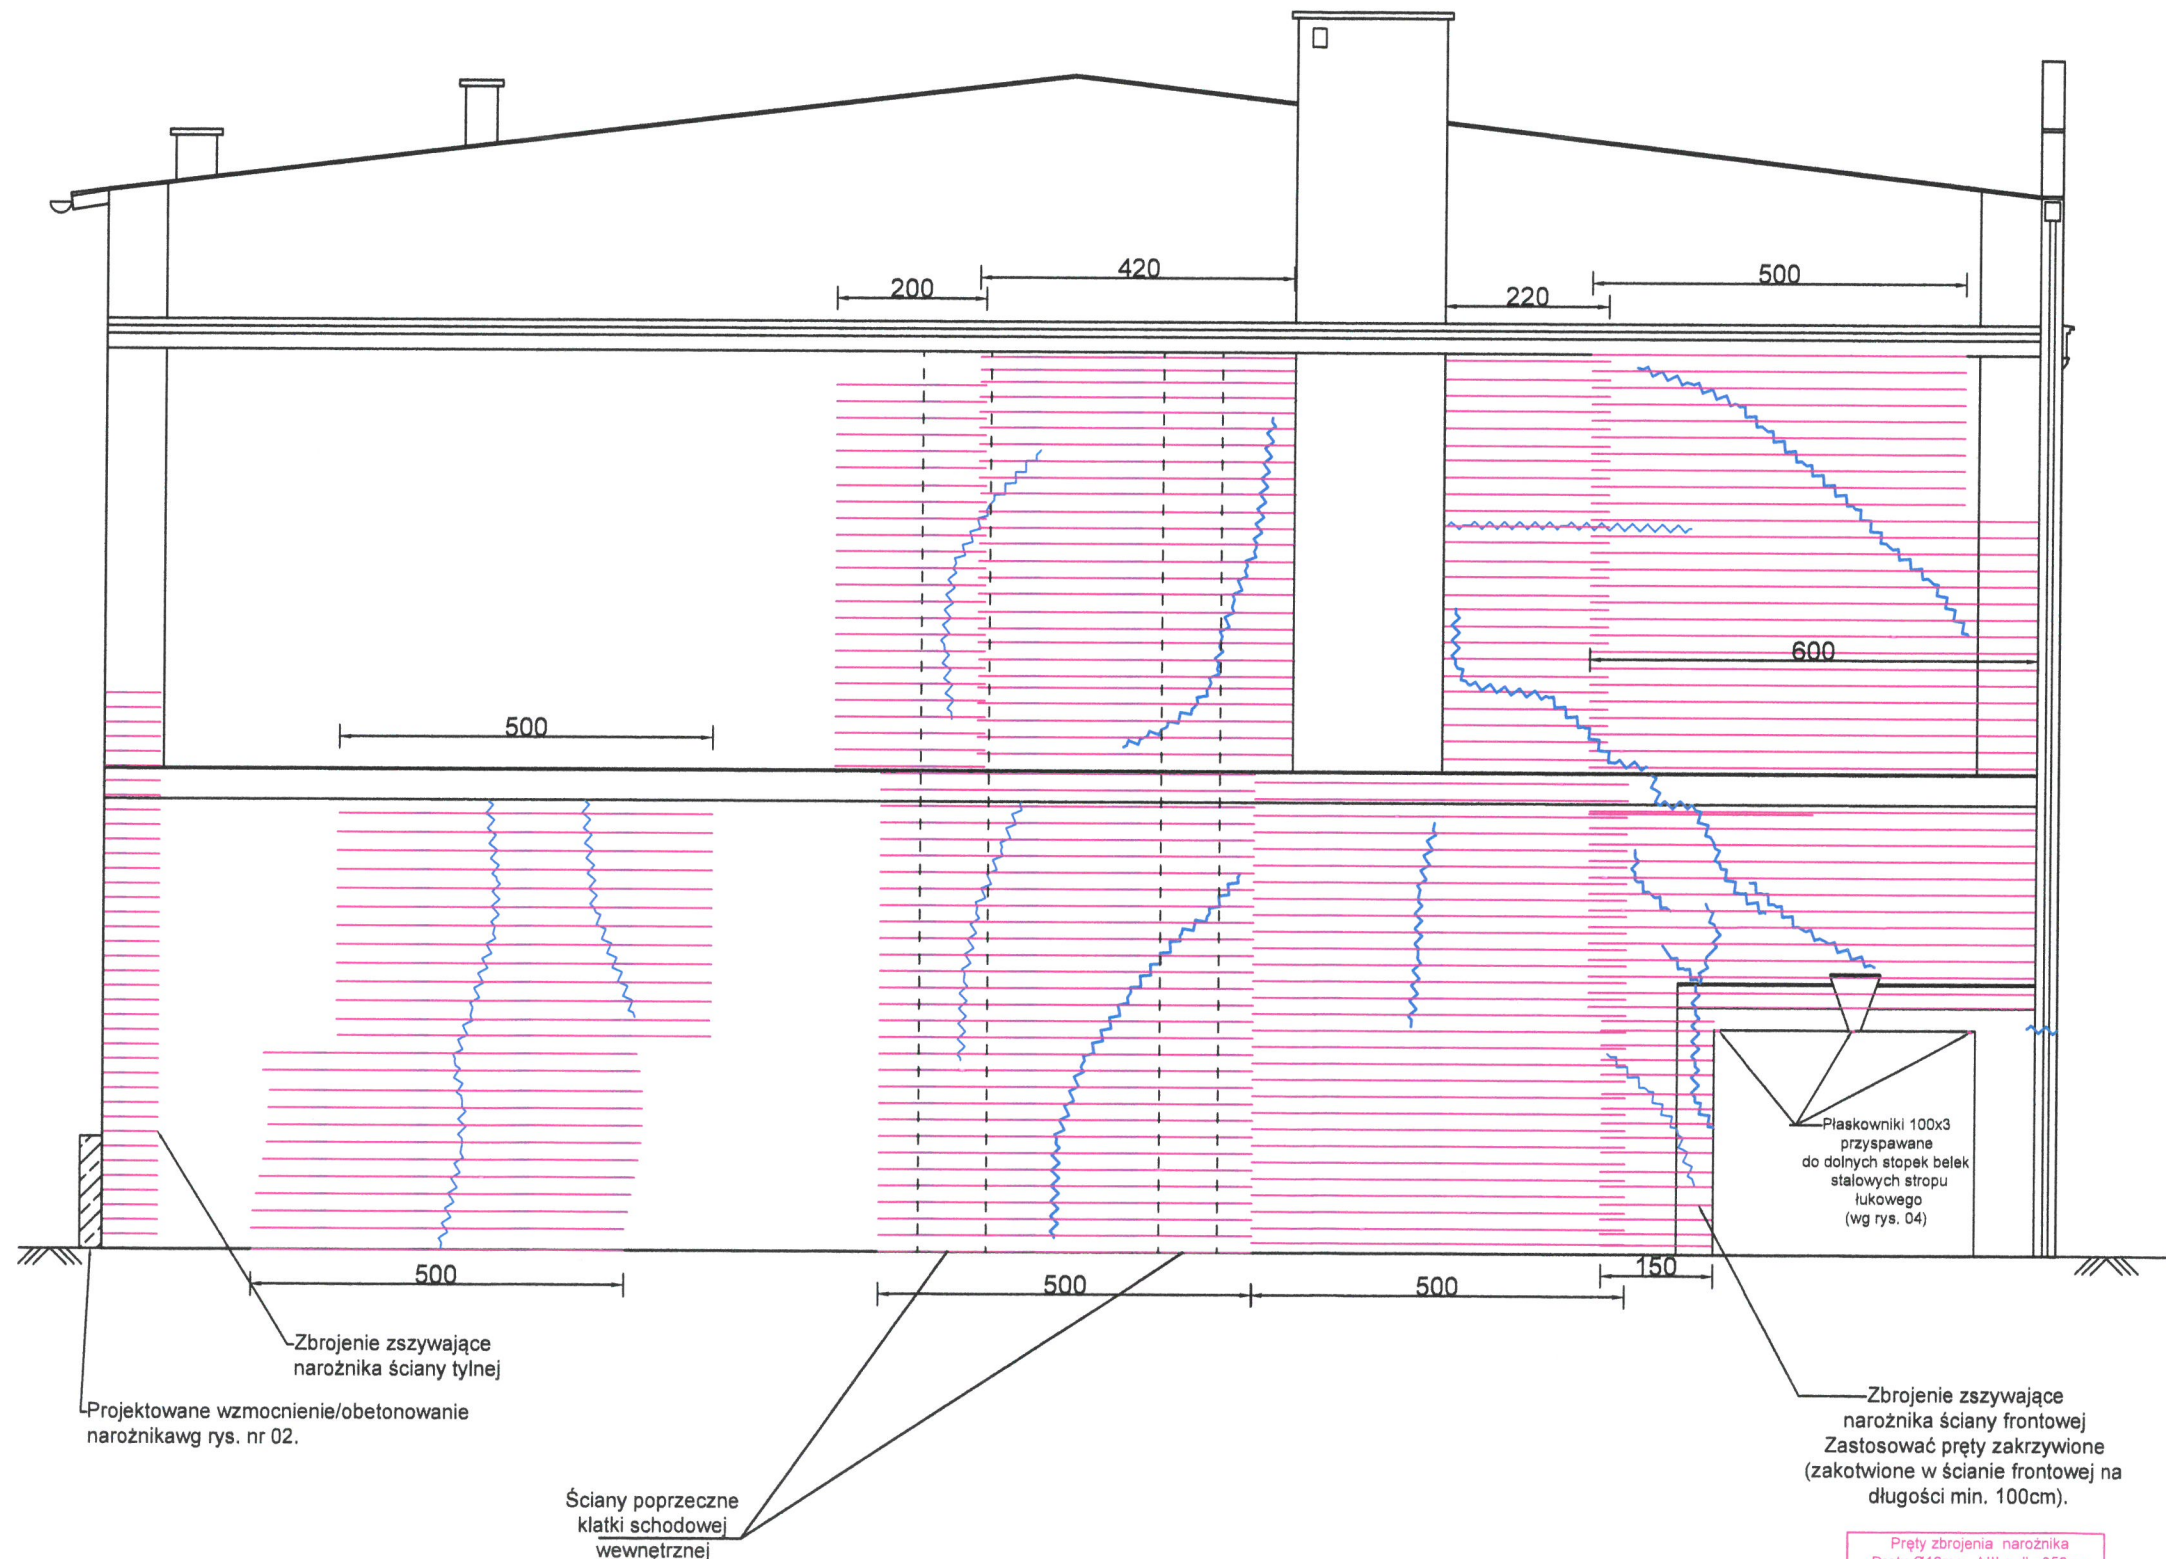 420
200
500
220
600
500
Płaskowniki 100x3
przyspawane
do dolnych stopek belek
stalowych stropu
łukowego
(wg rys. 04)
500
500
500
150
Zbrojenie zszywające
narożnika ściany tylnej
Projektowane wzmocnienie/obetonowanie
narożnikawg rys. nr 02.
Zbrojenie zszywające
narożnika ściany frontowej
Zastosować pręty zakrzywione
(zakotwione w ścianie frontowej na
długości min. 100cm).
Ściany poprzeczne
klatki schodowej
wewnętrznej
Pręty zbrojenia narożnika